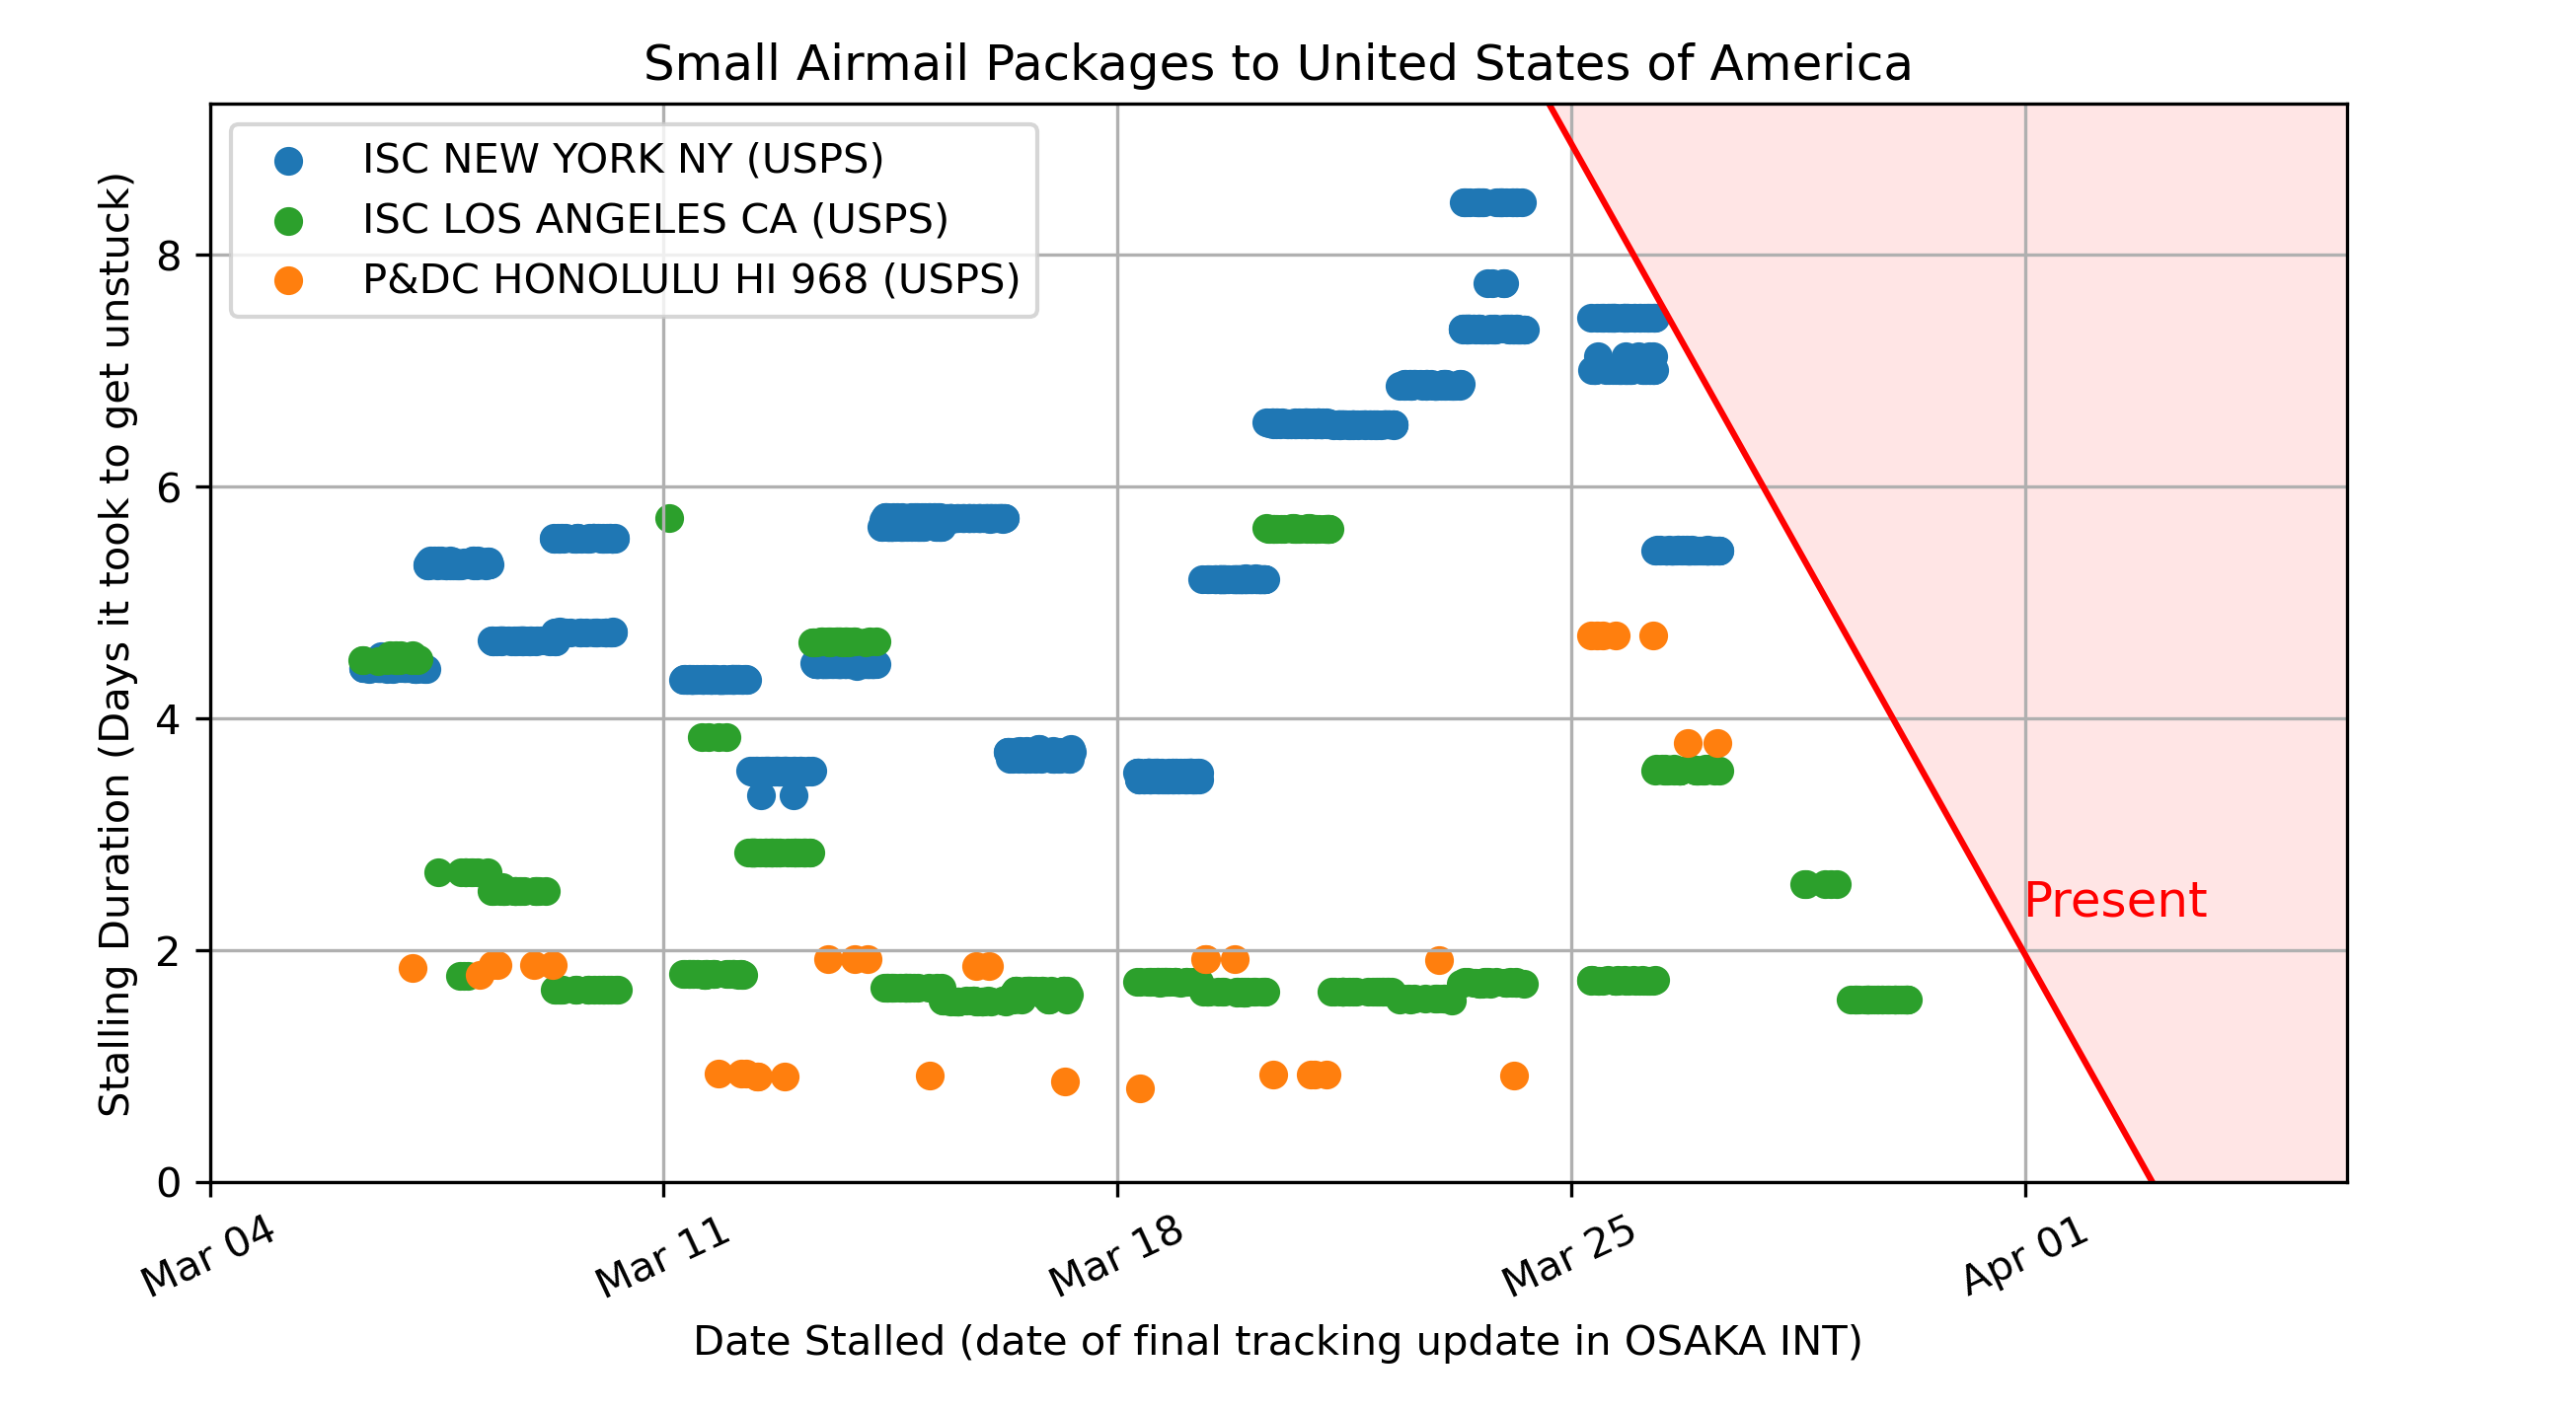 Small Airmail Packages to United States of America
ISC NEW YORK NY (USPS)
ISC LOS ANGELES CA (USPS)
P&DC HONOLULU HI 968 (USPS)
Stalling Duration (Days it took to get unstuck)
8
6
4
2
0
Present
Mar 04
Mar 11
Mar 18
Mar 25
Apr 01
Date Stalled (date of final tracking update in OSAKA INT)